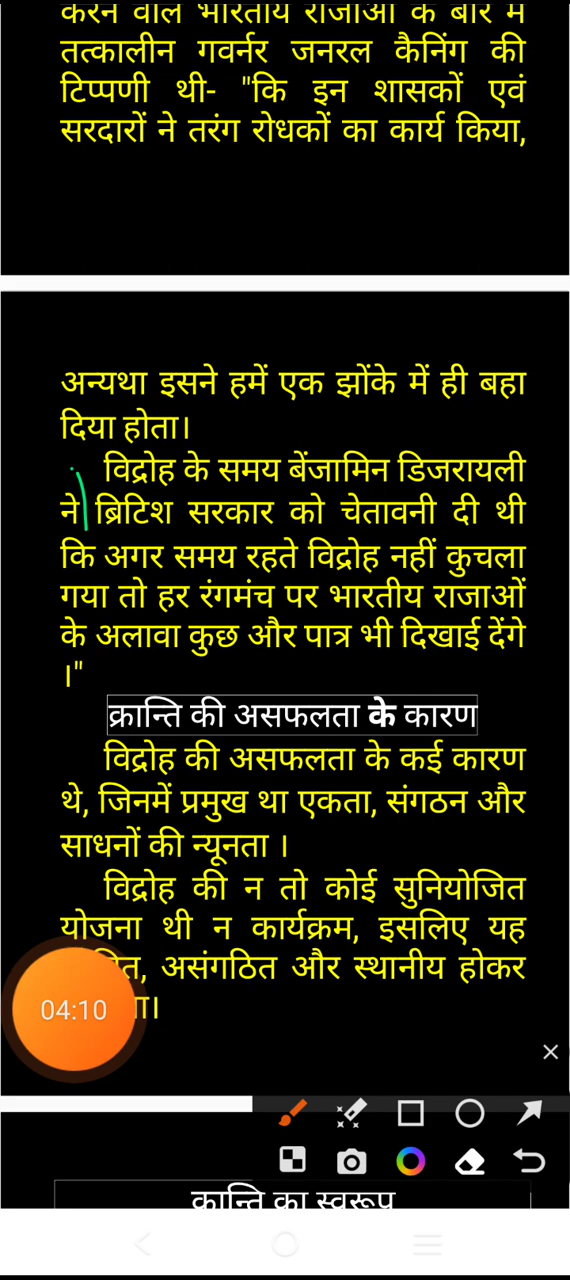 करने वाले भारतीय राजाओं के बारे में
तत्कालीन गवर्नर जनरल कैनिंग की
टिप्पणी थी- "कि इन शासकों एवं
सरदारों ने तरंग रोधकों का कार्य किया,
अन्यथा इसने हमें एक झोंके में ही बहा
दिया होता।
विद्रोह के समय बेंजामिन डिजरायली
ने ब्रिटिश सरकार को चेतावनी दी थी
कि अगर समय रहते विद्रोह नहीं कुचला
गया तो हर रंगमंच पर भारतीय राजाओं
के अलावा कुछ और पात्र भी दिखाई देंगे
।"
क्रान्ति की असफलता के कारण
विद्रोह की असफलता के कई कारण
थे, जिनमें प्रमुख था एकता, संगठन और
साधनों की न्यूनता ।
विद्रोह की न तो कोई सुनियोजित
योजना थी न कार्यक्रम, इसलिए यह
असंगठित और स्थानीय होकर
04:10
क्रान्ति का स्वरूप